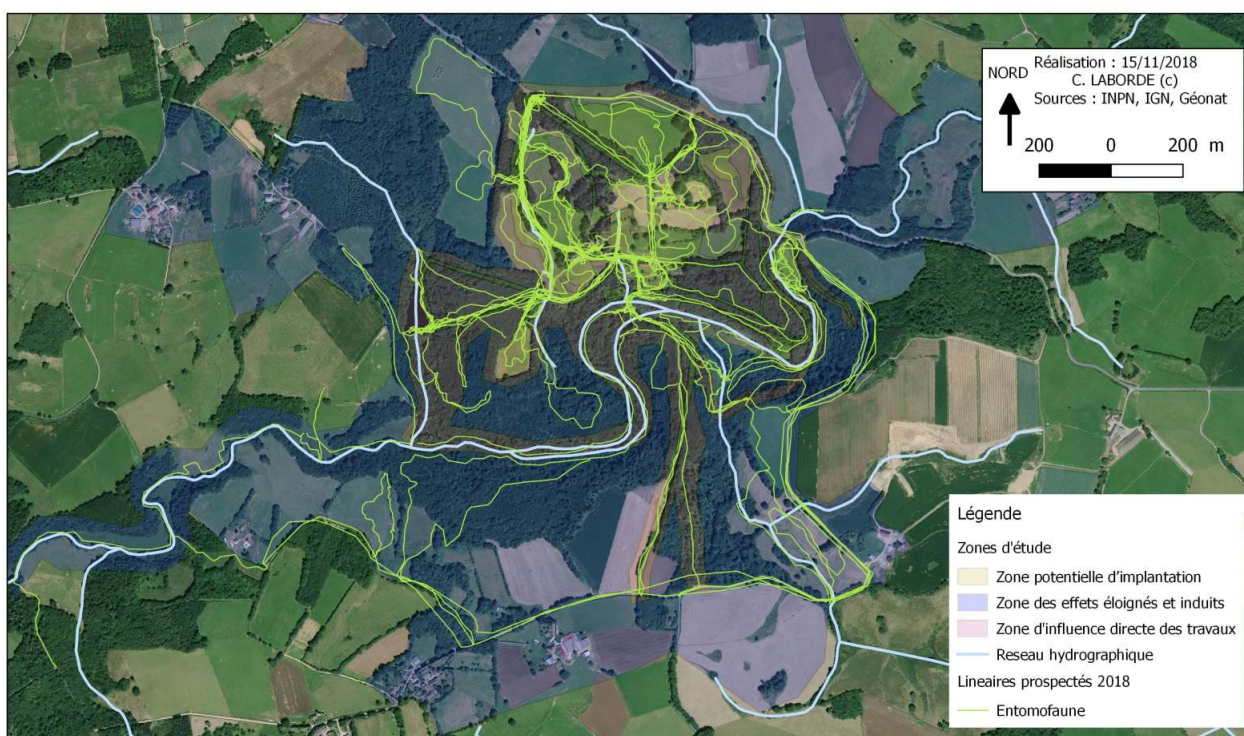 NORD
Réalisation : 15/11/2018
C. LABORDE (c)
Sources : INPN, IGN, Géonat
200 0 200 m
Légende
Zones d'étude
Zone potentielle d'implantation
Zone des effets éloignés et induits
Zone d'influence directe des travaux
Reseau hydrographique
Lineaires prospectés 2018
Entomofaune